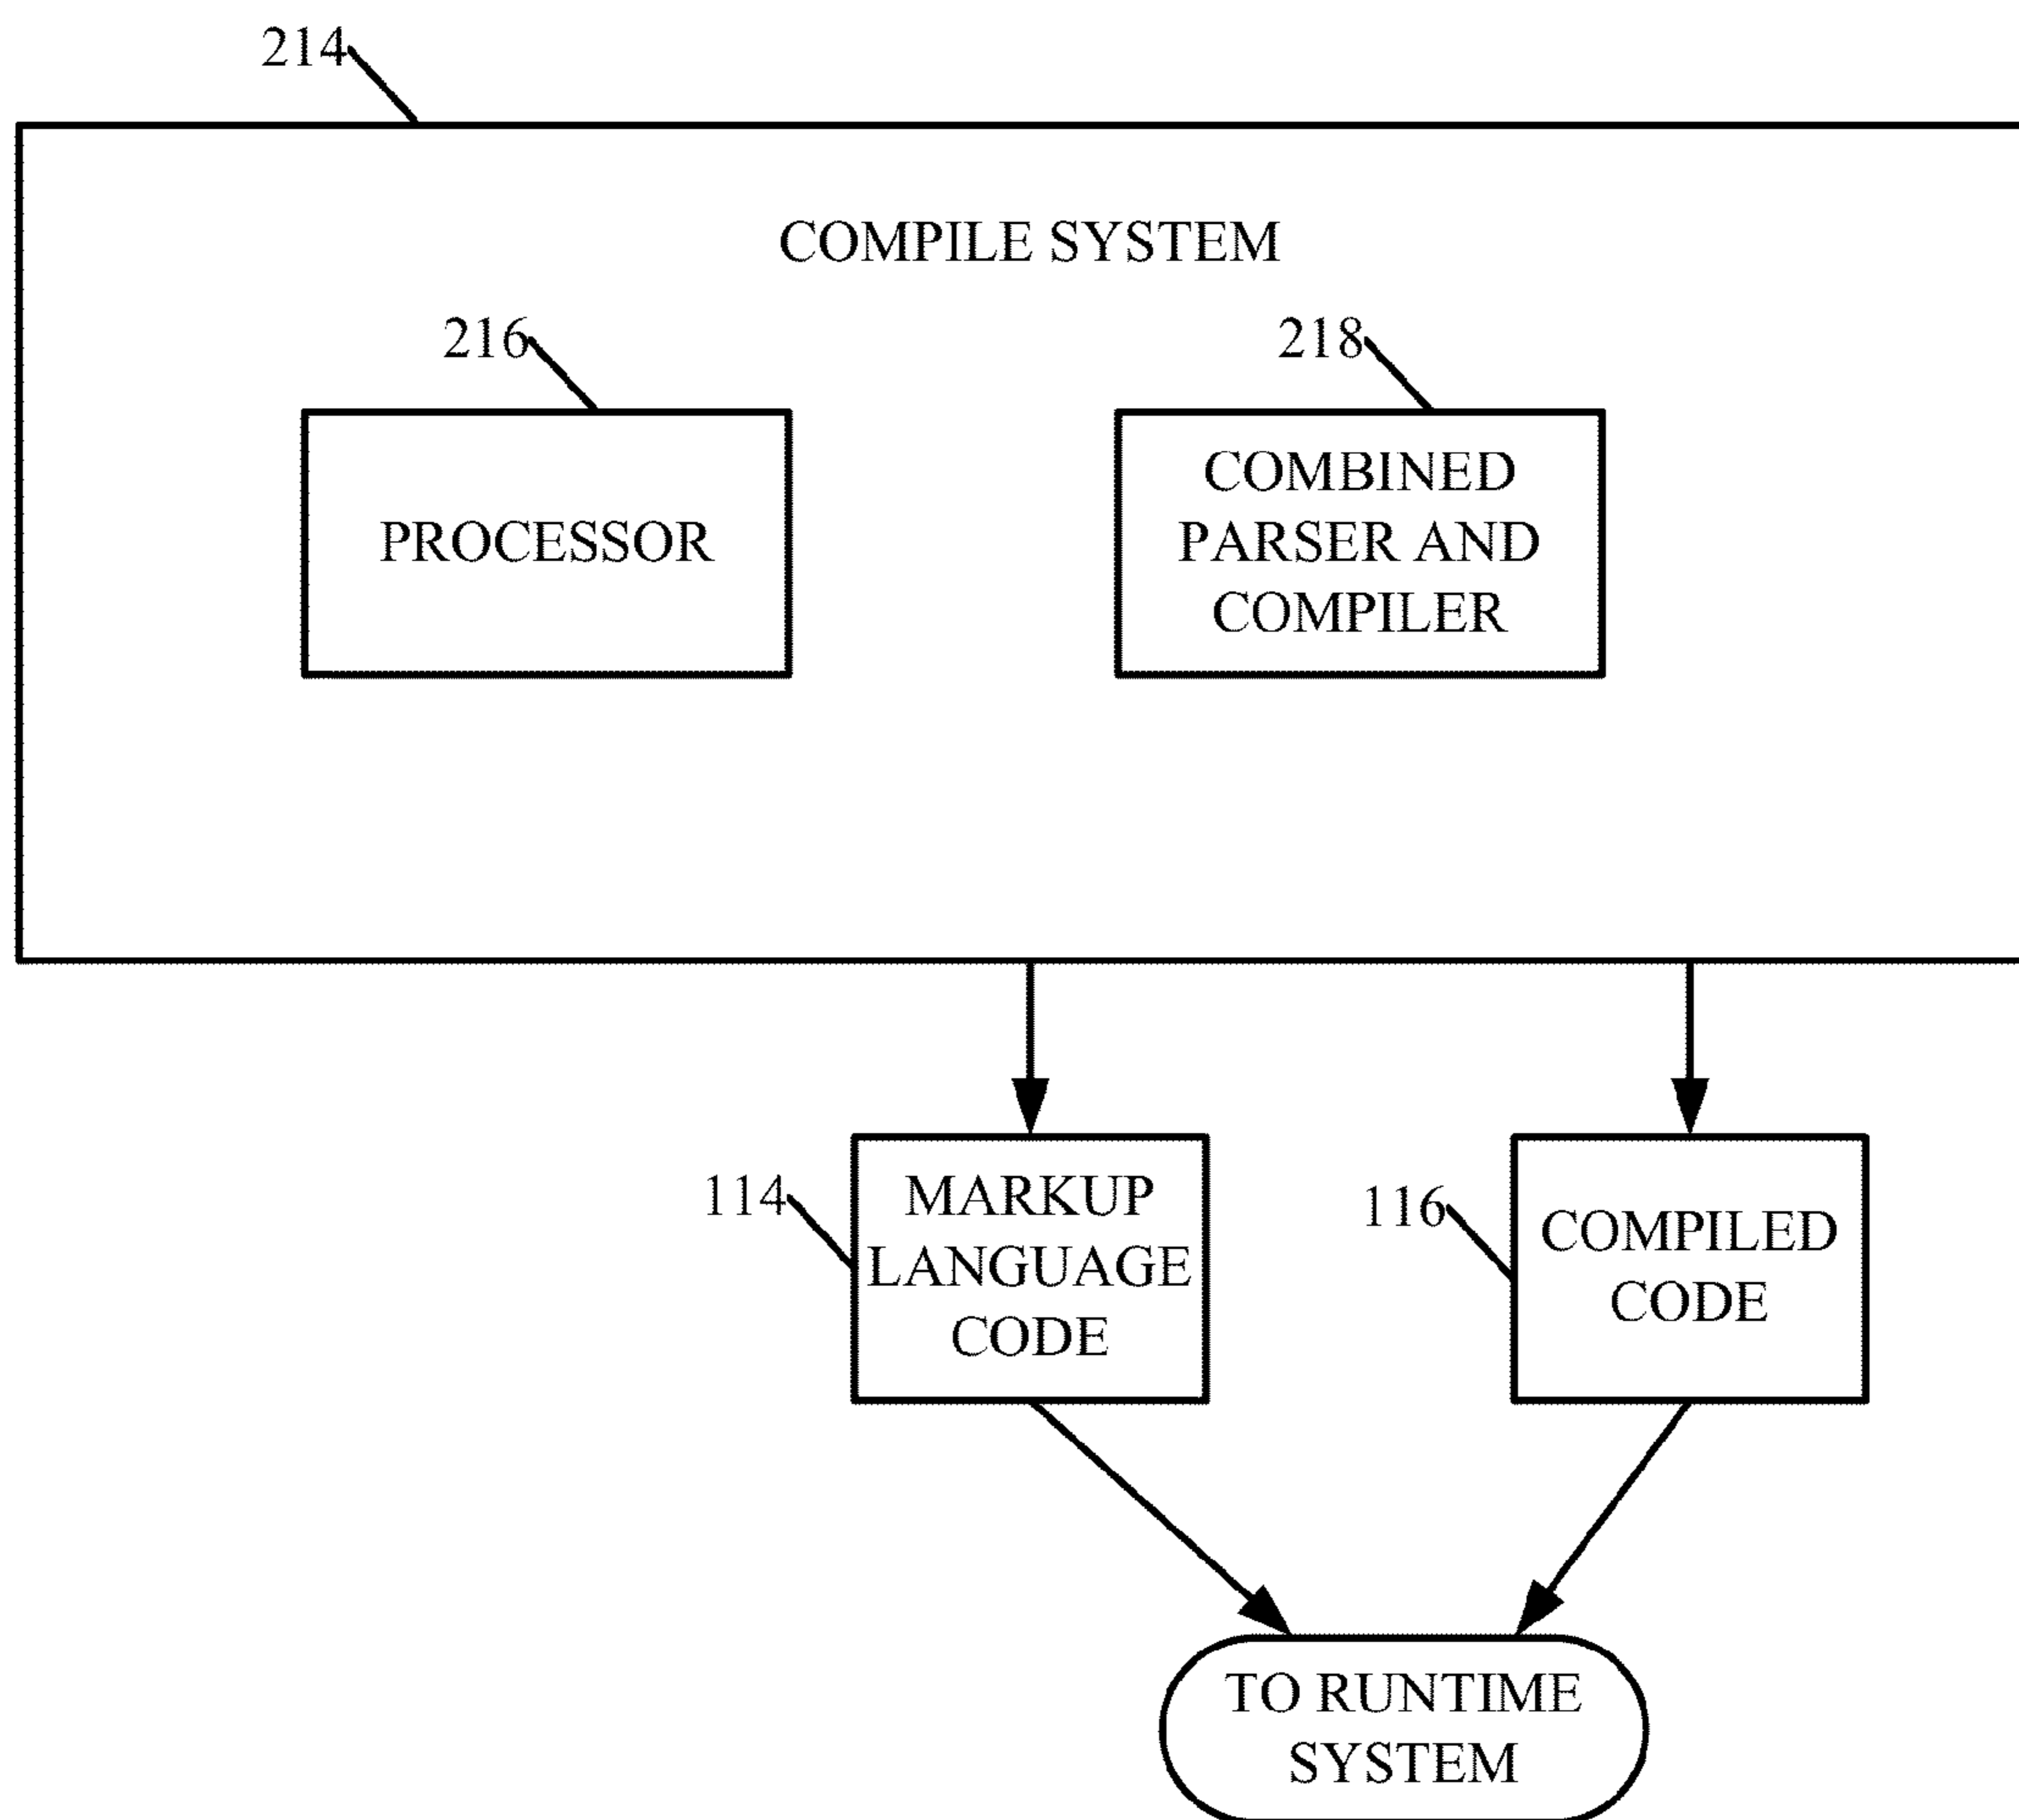 214
COMPILE SYSTEM
216
218
PROCESSOR
COMBINED
PARSER AND
COMPILER
114
MARKUP
LANGUAGE
CODE
116
COMPILED
CODE
TO RUNTIME
SYSTEM